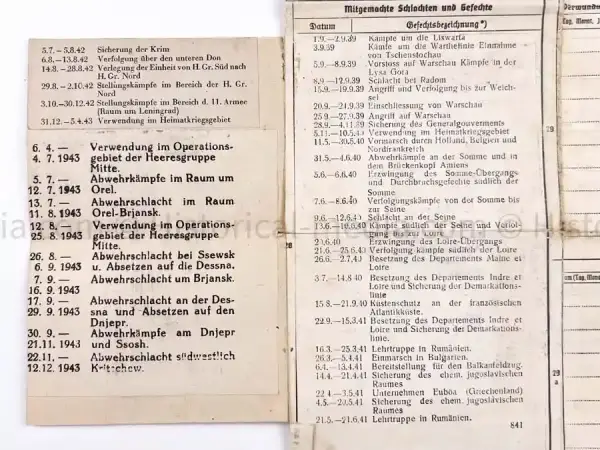 5.7. – 5.8.42 Sicherung der Krim
6.8. – 13.8.42 Verfolgung über den unteren Don
14.8. – 28.8.42 Verlegung der Einheit von H. Gr. Süd nach
H. Gr. Nord
29.8. – 2.10.42 Stellungskämpfe im Bereich der H. Gr.
Nord
3.10.–30.12.42 Stellungskämpfe im Bereich d. 11. Armee
(Raum um Leningrad)
31.12. – 5.4.43 Verwendung im Heimatkriegsgebiet
6. 4. — Verwendung im Operations-
4. 7. 1943 gebiet der Heeresgruppe
Mitte.
5. 7. — Abwehrkämpfe im Raum um
12. 7. 1943 Orel.
13. 7. — Abwehrschlacht im Raum
11. 8. 1943 Orel-Brjansk.
12. 8. — Verwendung im Operations-
25. 8. 1943 gebiet der Heeresgruppe
Mitte.
26. 8. — Abwehrschlacht bei Ssewsk
6. 9. 1943 u. Absetzen auf die Dessna.
7. 9. — Abwehrschlacht um Brjansk.
16. 9. 1943
17. 9. — Abwehrschlacht an der Des-
29. 9. 1943 sna und Absetzen auf den
Dnjepr.
30. 9. — Abwehrkämpfe am Dnjepr
21. 11. 1943 und Ssosh.
22. 11. — Abwehrschlacht südwestlich
12. 12. 1943 Kritschew.
Mitgemachte Schlachten und Gefechte
Datum Gefechtsbezeichnung*)
1.9. – 2.9.39 Kämpfe um die Liswarta
3.9.39 Kämfe um die Warthelinie Einnahme
von Tschenstochau
5.9.—8.9.39 Vorstoss auf Warschau Kämpfe in der
Lysa Gora
8.9 —12.9.39 Schlacht bei Radom
15.9.—19.9.39 Angriff und Verfolgung bis zur Weich-
sel
20.9.—21.9.39 Einschliessung von Warschau
25.9.—27.9.39 Angriff auf Warschau
28.9.—4.11.39 Sicherung des Generalgouvernements
5.11.—10.5.40 Verwendung im Heimatkriegsgebiet
11.5.—30.5.40 Vormarsch durch Holland, Belgien und
Nordfrankreich
31.5.—4.6.40 Abwehrkämpfe an der Somme und in
dem Brückenkopf Amiens
5.6.—6.6.40 Erzwingung des Somme-Übergangs
und Durchbruchsgefechte südlich der
Somme
7.6. —8.6.40 Verfolgungskämpfe von der Somme bis
zur Seine
9.6.—12.6.40 Schlacht an der Seine
13.6.—19.6.40 Kämpfe südlich der Seine und Verfol-
gung bis zur Loire
20.6.40 Erzwingung des Loire-Übergangs
21.6.—25.6.40 Verfolgung kämpfe südlich der Loire
26.6.—2.7.40 Besetzung des Departements Maine et
Loire
3.7.—14.8 40 Besetzung des Departements Indre et
Loire und Sicherung der Demarkations-
linie
15 8.—21.9.40 Küstenschutz an der französischen
Atlantikküste.
22.9.—15.3.41 Besetzung des Departements Indre et
Loire und Sicherung der Demarkations-
linie.
16.3.—25.3.41 Lehrtruppe in Rumänien.
26.3.—5.4.41 Einmarsch in Bulgarien.
6.4.—13.4.41 Bereitstellung für den Balkanfeldzug.
14.4.—21.4.41 Sicherung des ehem. jugoslavischen
Raumes
22 4—3.5.41 Unternehmen Euböa (Griechenland)
4.5.—20.5.41 Sicherung des ehem. jugoslavischen
Raumes
21.5.—21.6.41 Lehrtruppe in Rumänien.
841
29
29
a